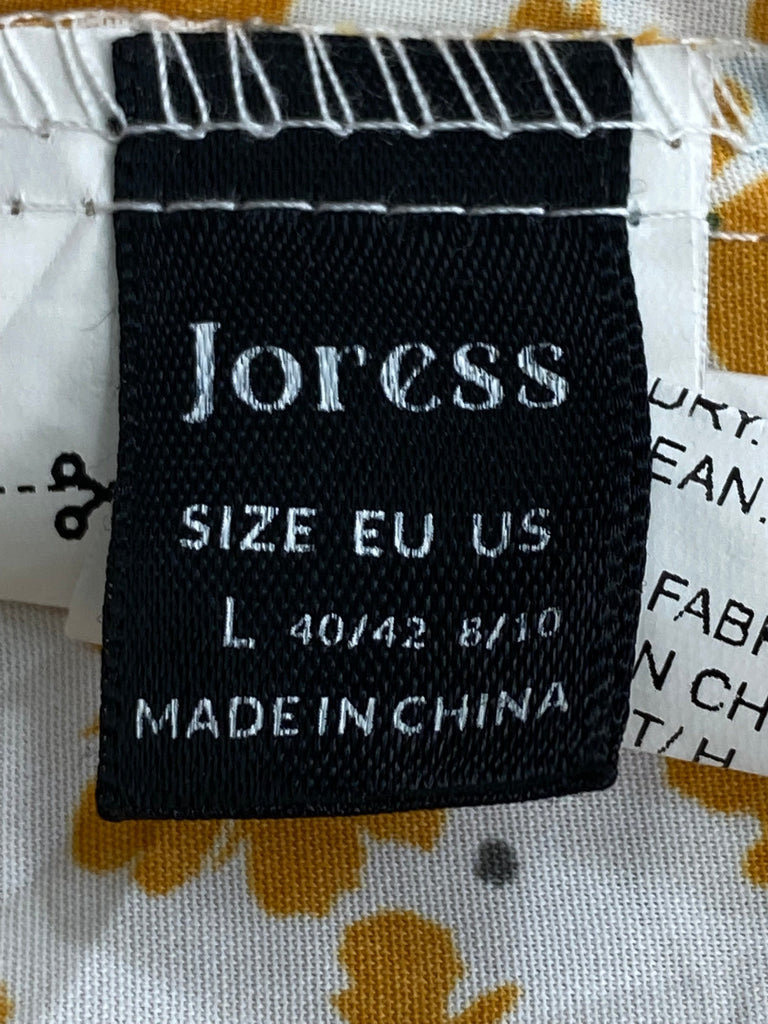 Joress
SIZE EU US
L 40/42 8/10
MADE IN CHINA